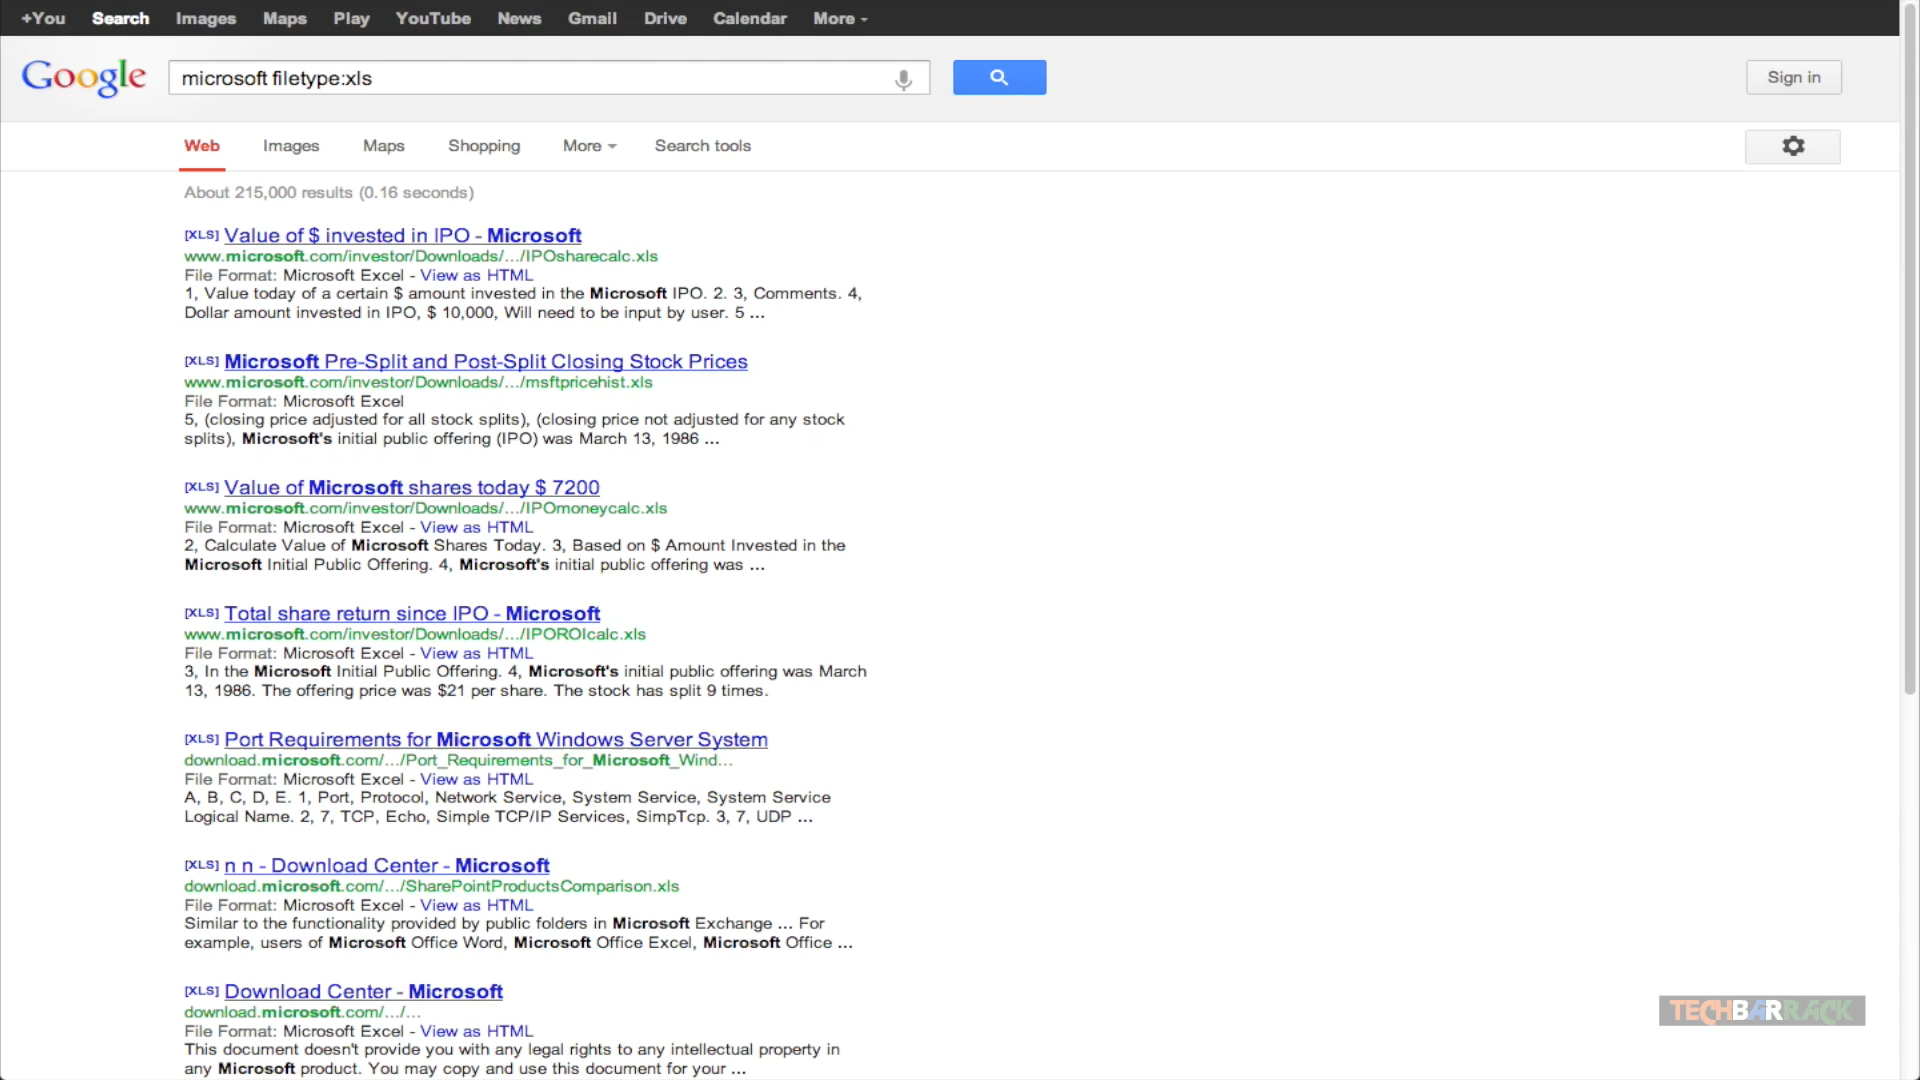 +You Search Images Maps Play YouTube News Gmail Drive Calendar More
Google microsoft filetype:xls Sign in
Web Images Maps Shopping More Search tools
About 215,000 results (0.16 seconds)
[XLS] Value of $ invested in IPO - Microsoft
www.microsoft.com/investor/Downloads/.../IPOsharecalc.xls
File Format: Microsoft Excel - View as HTML
1, Value today of a certain $ amount invested in the Microsoft IPO. 2. 3, Comments. 4,
Dollar amount invested in IPO, $ 10,000, Will need to be input by user. 5 ...
[XLS] Microsoft Pre-Split and Post-Split Closing Stock Prices
www.microsoft.com/investor/Downloads/.../msftpricehist.xls
File Format: Microsoft Excel
5, (closing price adjusted for all stock splits), (closing price not adjusted for any stock
splits), Microsoft's initial public offering (IPO) was March 13, 1986 ...
[XLS] Value of Microsoft shares today $ 7200
www.microsoft.com/investor/Downloads/.../IPOmoneycalc.xls
File Format: Microsoft Excel - View as HTML
2, Calculate Value of Microsoft Shares Today. 3, Based on $ Amount Invested in the
Microsoft Initial Public Offering. 4, Microsoft's initial public offering was ...
[XLS] Total share return since IPO - Microsoft
www.microsoft.com/investor/Downloads/.../IPOROIcalc.xls
File Format: Microsoft Excel - View as HTML
3, In the Microsoft Initial Public Offering. 4, Microsoft's initial public offering was March
13, 1986. The offering price was $21 per share. The stock has split 9 times.
[XLS] Port Requirements for Microsoft Windows Server System
download.microsoft.com/.../Port_Requirements_for_Microsoft_Wind...
File Format: Microsoft Excel - View as HTML
A, B, C, D, E. 1, Port, Protocol, Network Service, System Service, System Service
Logical Name. 2, 7, TCP, Echo, Simple TCP/IP Services, SimpTcp. 3, 7, UDP ...
[XLS] n n - Download Center - Microsoft
download.microsoft.com/.../SharePointProductsComparison.xls
File Format: Microsoft Excel - View as HTML
Similar to the functionality provided by public folders in Microsoft Exchange ... For
example, users of Microsoft Office Word, Microsoft Office Excel, Microsoft Office ...
[XLS] Download Center - Microsoft
download.microsoft.com/.../...
File Format: Microsoft Excel - View as HTML
This document doesn't provide you with any legal rights to any intellectual property in
any Microsoft product. You may copy and use this document for your ...
TECHBARRACK